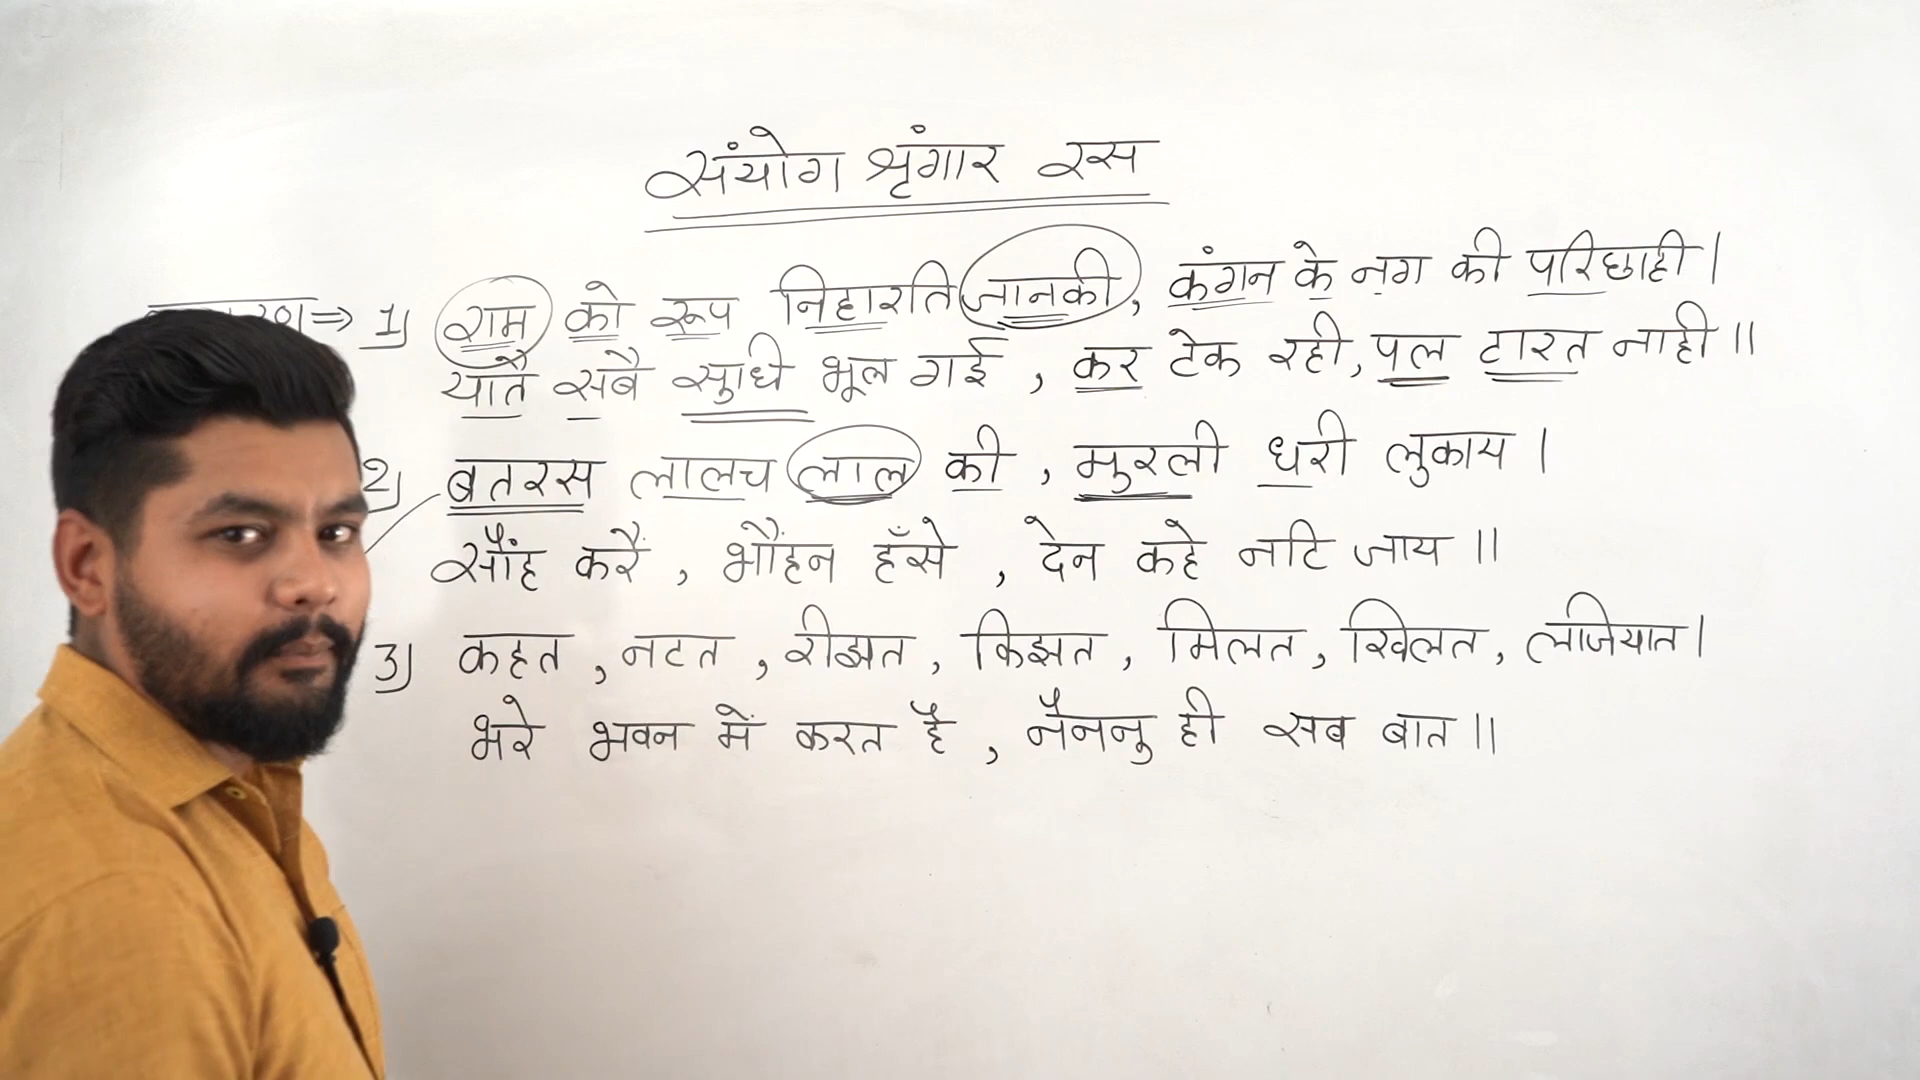 संयोग श्रृंगार रस
⇒ 1) राम को रूप निहारति जानकी, कंगन के नग की परिछाही।
यातै सबै सुधि भूल गई, कर टेक रही, पल टारत नाही॥
2) बतरस लालच लाल की, मुरली धरी लुकाय।
सौंह करैं, भौंहन हँसे, देन कहे नटि जाय॥
3) कहत, नटत, रीझत, किझत, मिलत, खिलत, लजियात।
भरे भवन में करत है, नैननु ही सब बात॥